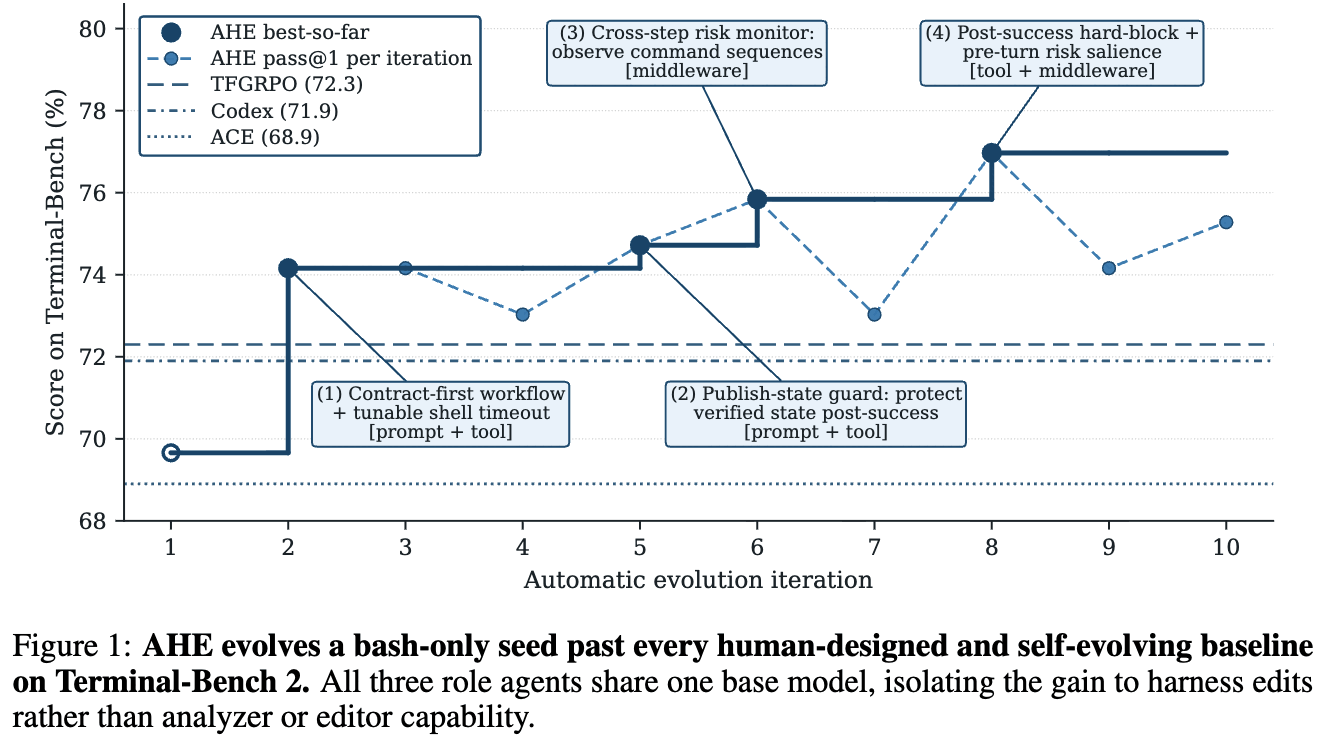 AHE best-so-far
AHE pass@1 per iteration
TFGRPO (72.3)
Codex (71.9)
ACE (68.9)
(3) Cross-step risk monitor:
observe command sequences
[middleware]
(4) Post-success hard-block +
pre-turn risk salience
[tool + middleware]
(1) Contract-first workflow
+ tunable shell timeout
[prompt + tool]
(2) Publish-state guard: protect
verified state post-success
[prompt + tool]
Score on Terminal-Bench (%)
80
78
76
74
72
70
68
1 2 3 4 5 6 7 8 9 10
Automatic evolution iteration
Figure 1: AHE evolves a bash-only seed past every human-designed and self-evolving baseline
on Terminal-Bench 2. All three role agents share one base model, isolating the gain to harness edits
rather than analyzer or editor capability.